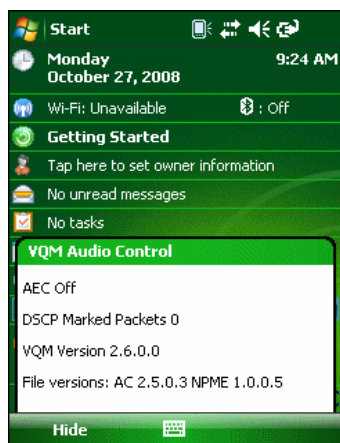 Start
Monday
October 27, 2008
9:24 AM
Wi-Fi: Unavailable
: Off
Getting Started
Tap here to set owner information
No unread messages
No tasks
VQM Audio Control
AEC Off
DSCP Marked Packets 0
VQM Version 2.6.0.0
File versions: AC 2.5.0.3 NPME 1.0.0.5
Hide